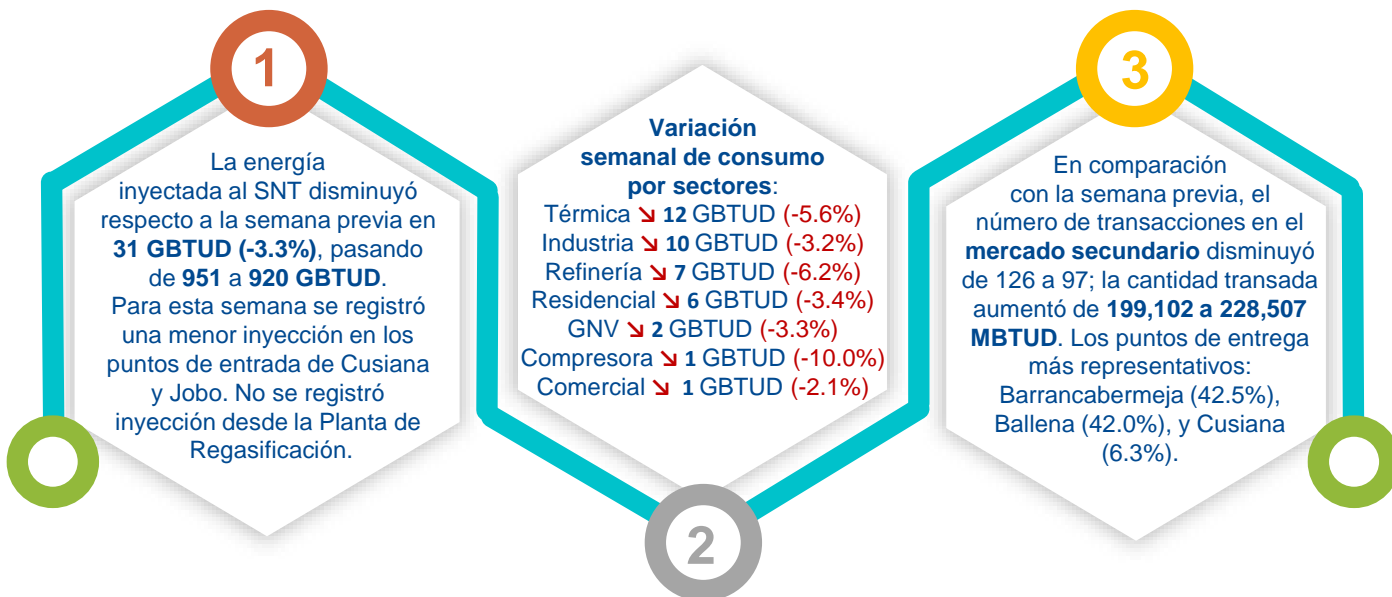 1
La energía
inyectada al SNT disminuyó
respecto a la semana previa en
31 GBTUD (-3.3%), pasando
de 951 a 920 GBTUD.
Para esta semana se registró
una menor inyección en los
puntos de entrada de Cusiana
y Jobo. No se registró
inyección desde la Planta de
Regasificación.
Variación
semanal de consumo
por sectores:
Térmica ↘ 12 GBTUD (-5.6%)
Industria ↘ 10 GBTUD (-3.2%)
Refinería ↘ 7 GBTUD (-6.2%)
Residencial ↘ 6 GBTUD (-3.4%)
GNV ↘ 2 GBTUD (-3.3%)
Compresora ↘ 1 GBTUD (-10.0%)
Comercial ↘ 1 GBTUD (-2.1%)
2
3
En comparación
con la semana previa, el
número de transacciones en el
mercado secundario disminuyó
de 126 a 97; la cantidad transada
aumentó de 199,102 a 228,507
MBTUD. Los puntos de entrega
más representativos:
Barrancabermeja (42.5%),
Ballena (42.0%), y Cusiana
(6.3%).